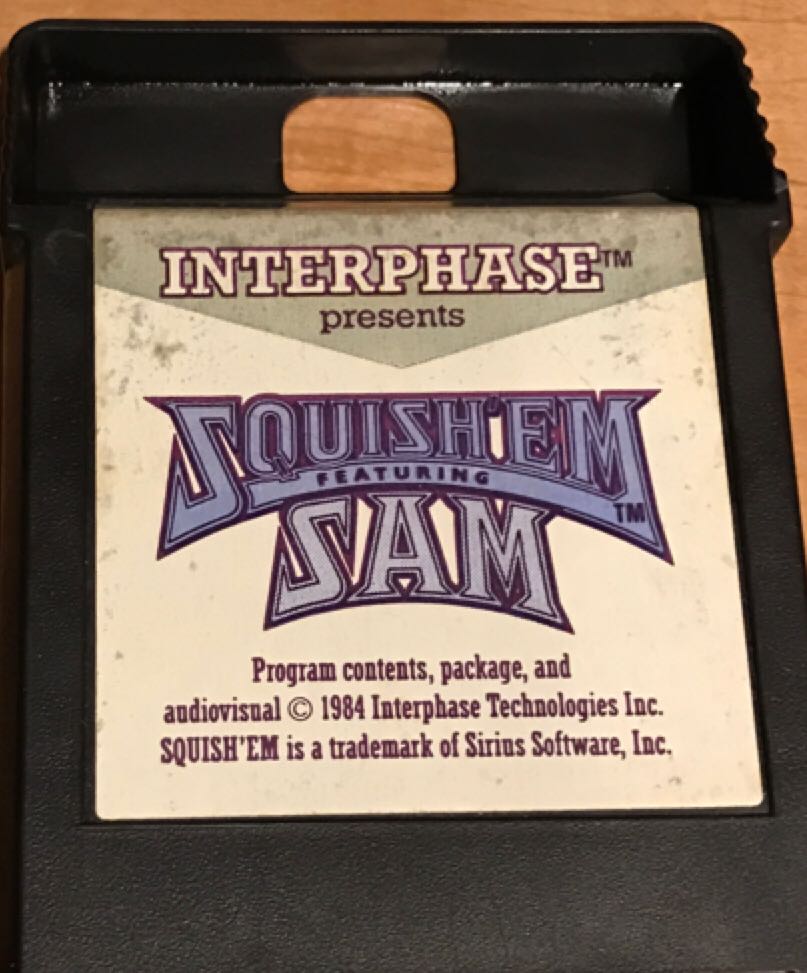 INTERPHASE™
presents
SQUISH'EM
FEATURING
SAM™
Program contents, package, and
audiovisual © 1984 Interphase Technologies Inc.
SQUISH'EM is a trademark of Sirius Software, Inc.